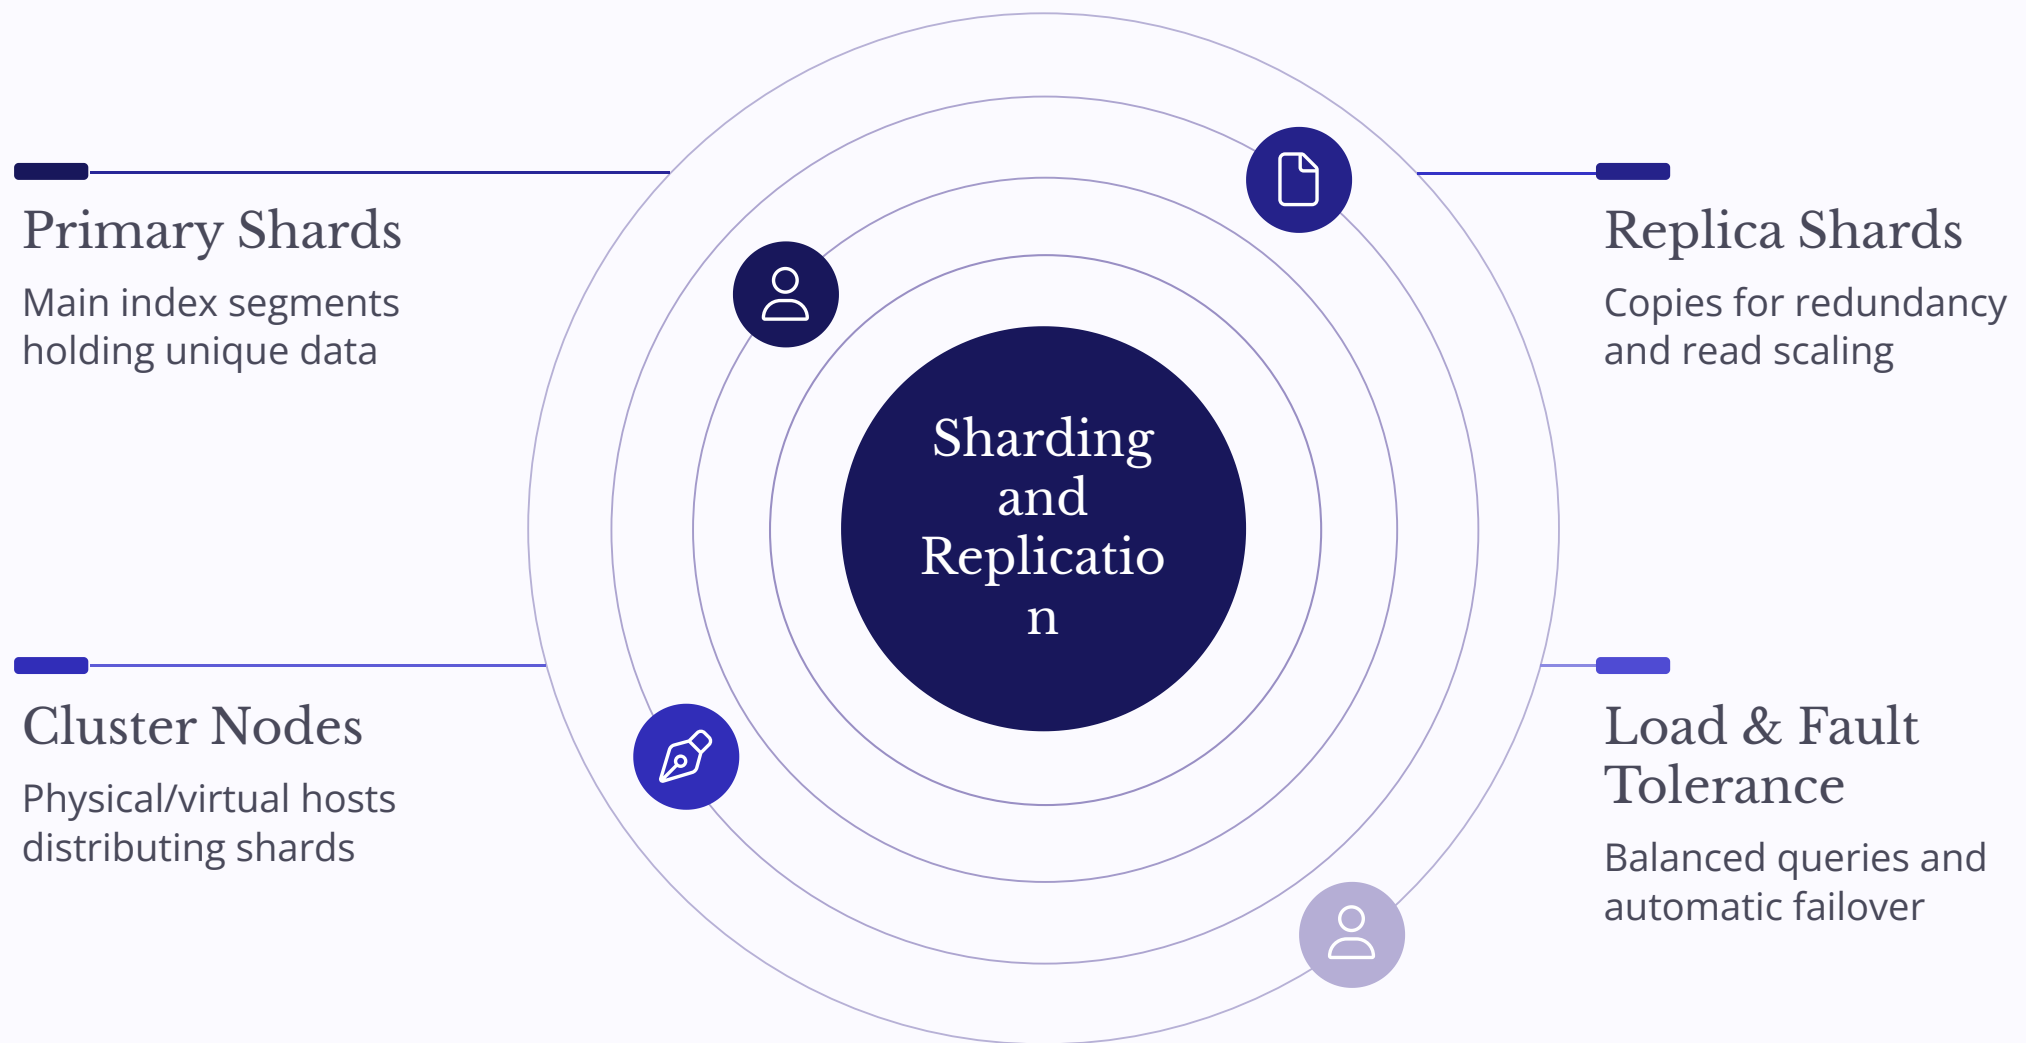 Primary Shards
Main index segments
holding unique data
Replica Shards
Copies for redundancy
and read scaling
Sharding
and
Replicatio
n
Cluster Nodes
Physical/virtual hosts
distributing shards
Load & Fault
Tolerance
Balanced queries and
automatic failover